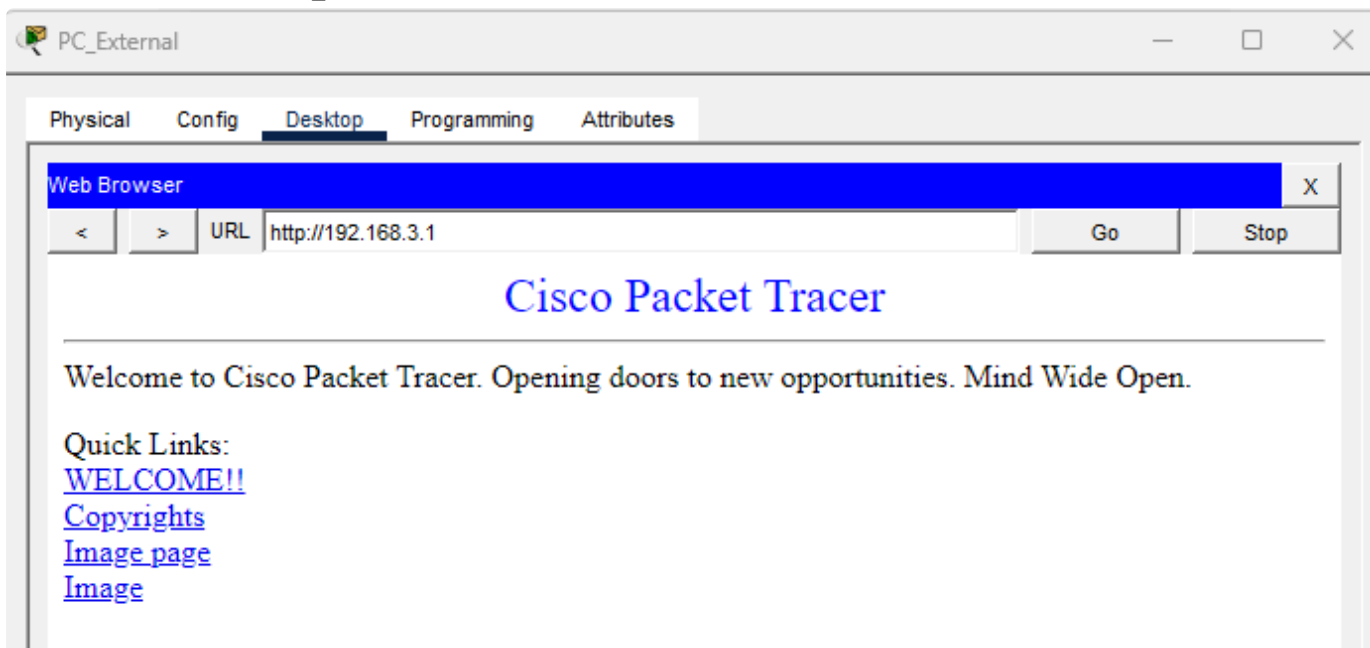 PC_External
Physical Config Desktop Programming Attributes
Web Browser X
< > URL http://192.168.3.1 Go Stop
Cisco Packet Tracer
Welcome to Cisco Packet Tracer. Opening doors to new opportunities. Mind Wide Open.
Quick Links:
WELCOME!!
Copyrights
Image page
Image